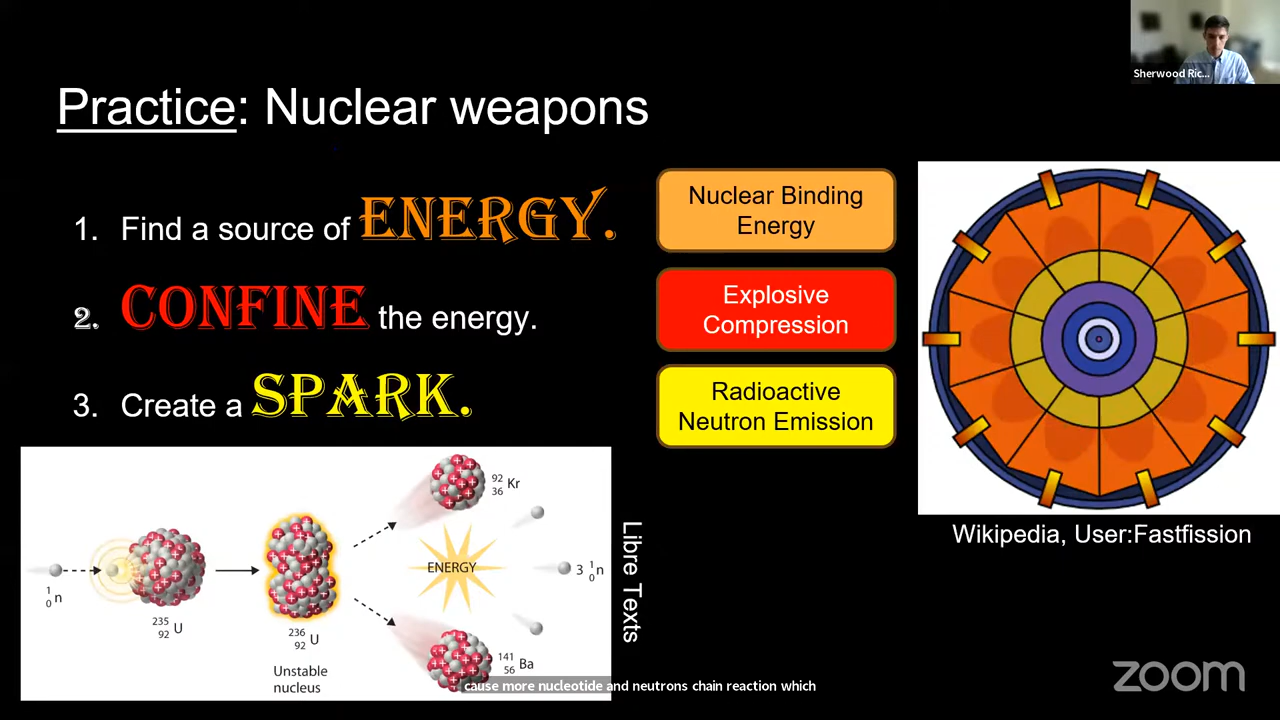 Sherwood Ric...
Practice: Nuclear weapons
1. Find a source of ENERGY.
2. CONFINE the energy.
3. Create a SPARK.
Nuclear Binding
Energy
Explosive
Compression
Radioactive
Neutron Emission
Wikipedia, User:Fastfission
Libre Texts
1
0 n
235
92 U
236
92 U
Unstable
nucleus
92
36 Kr
ENERGY
3 1
0 n
141
56 Ba
cause more nucleotide and neutrons chain reaction which
zoom